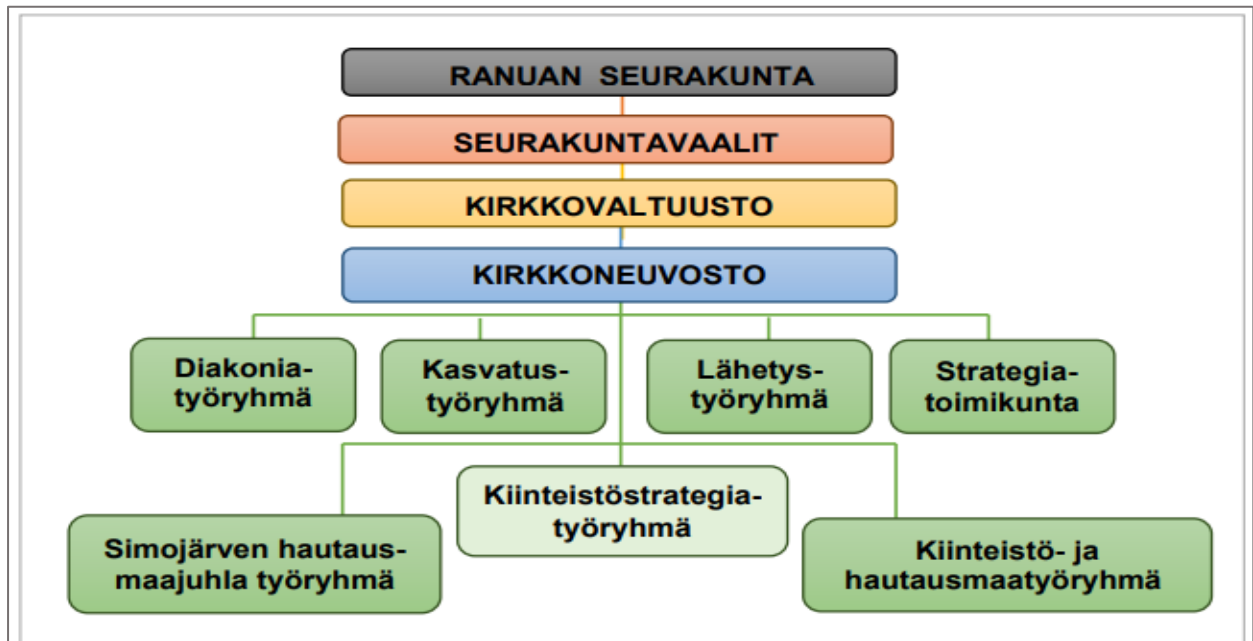 RANUAN SEURAKUNTA
SEURAKUNTAVAALIT
KIRKKOVALTUUSTO
KIRKKONEUVOSTO
Diakonia-
työryhmä
Kasvatus-
työryhmä
Lähetys-
työryhmä
Strategia-
toimikunta
Simojärven hautaus-
maajuhla työryhmä
Kiinteistöstrategia-
työryhmä
Kiinteistö- ja
hautausmaatyöryhmä